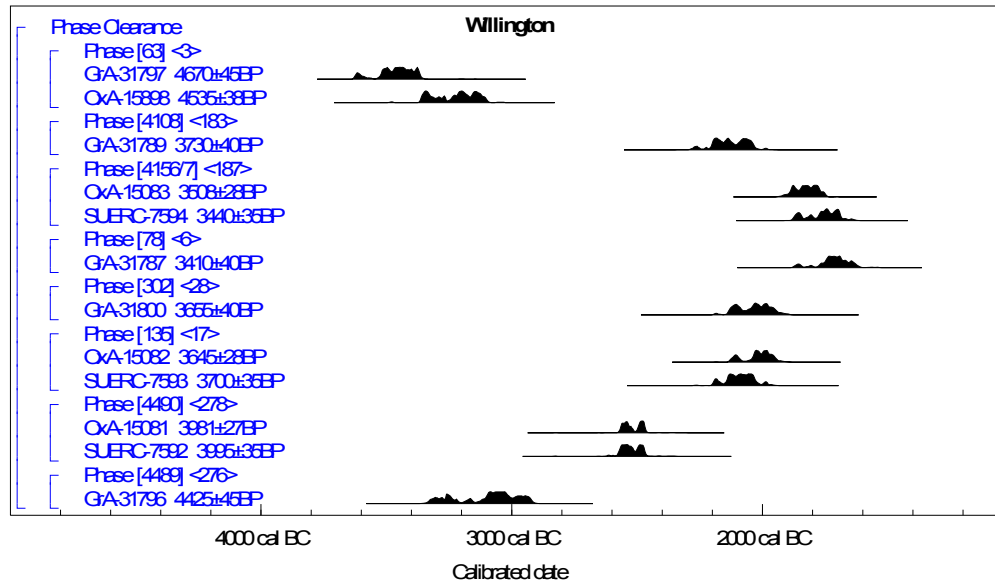 Willington
Phase Clearance
Phase [63] <3>
GrA-31797 4670±45BP
OxA-15898 4535±38BP
Phase [4108] <183>
GrA-31789 3730±40BP
Phase [4156/7] <187>
OxA-15083 3508±28BP
SUERC-7594 3440±35BP
Phase [78] <6>
GrA-31787 3410±40BP
Phase [302] <28>
GrA-31800 3655±40BP
Phase [135] <17>
OxA-15082 3645±28BP
SUERC-7593 3700±35BP
Phase [4490] <278>
OxA-15081 3981±27BP
SUERC-7592 3995±35BP
Phase [4489] <276>
GrA-31796 4425±45BP
4000 cal BC 3000 cal BC 2000 cal BC
Calibrated date